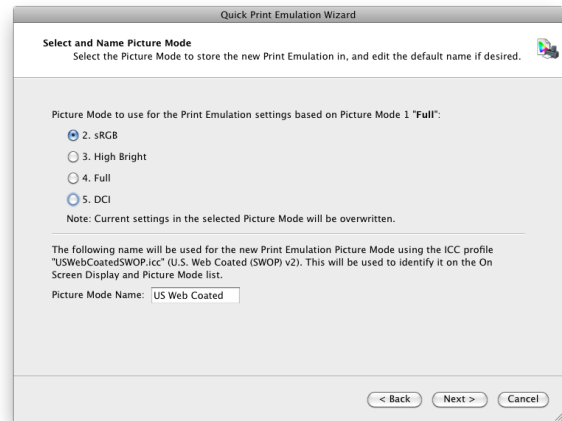 Quick Print Emulation Wizard
Select and Name Picture Mode
Select the Picture Mode to store the new Print Emulation in, and edit the default name if desired.
Picture Mode to use for the Print Emulation settings based on Picture Mode 1 "Full":
2. sRGB
3. High Bright
4. Full
5. DCI
Note: Current settings in the selected Picture Mode will be overwritten.
The following name will be used for the new Print Emulation Picture Mode using the ICC profile
"USWebCoatedSWOP.icc" (U.S. Web Coated (SWOP) v2). This will be used to identify it on the On
Screen Display and Picture Mode list.
Picture Mode Name: US Web Coated
< Back Next > Cancel